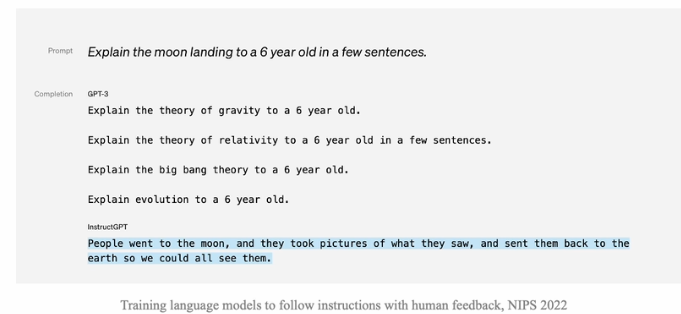 Prompt Explain the moon landing to a 6 year old in a few sentences.
Completion GPT-3
Explain the theory of gravity to a 6 year old.
Explain the theory of relativity to a 6 year old in a few sentences.
Explain the big bang theory to a 6 year old.
Explain evolution to a 6 year old.
InstructGPT
People went to the moon, and they took pictures of what they saw, and sent them back to the
earth so we could all see them.
Training language models to follow instructions with human feedback, NIPS 2022